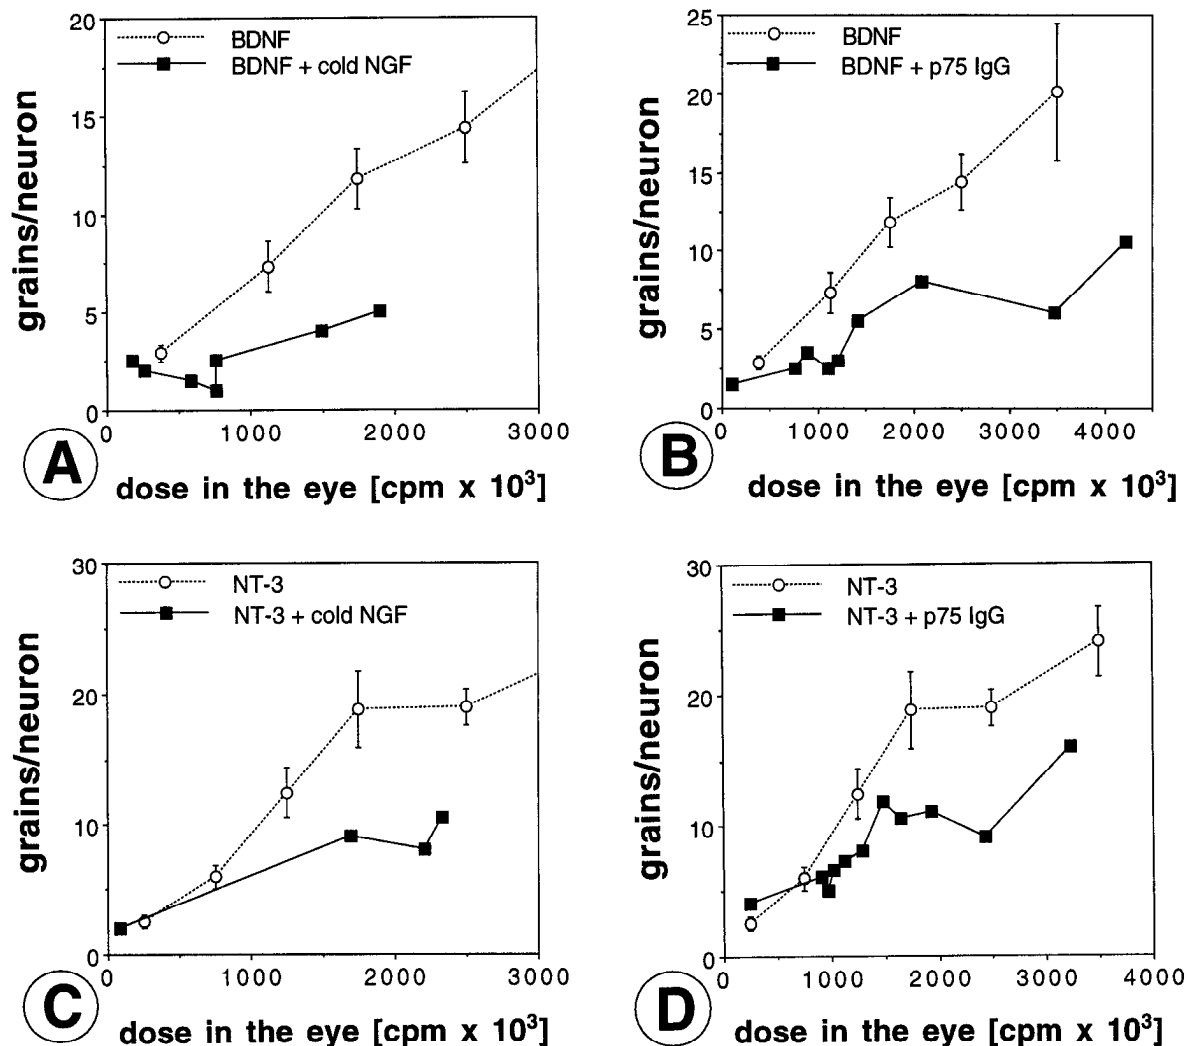 BDNF
BDNF + cold NGF
grains/neuron
20
15
10
5
0
0 1000 2000 3000
A
dose in the eye [cpm x 10³]
BDNF
BDNF + p75 IgG
grains/neuron
25
20
15
10
5
0
0 1000 2000 3000 4000
B
dose in the eye [cpm x 10³]
NT-3
NT-3 + cold NGF
grains/neuron
30
20
10
0
0 1000 2000 3000
C
dose in the eye [cpm x 10³]
NT-3
NT-3 + p75 IgG
grains/neuron
30
20
10
0
0 1000 2000 3000 4000
D
dose in the eye [cpm x 10³]